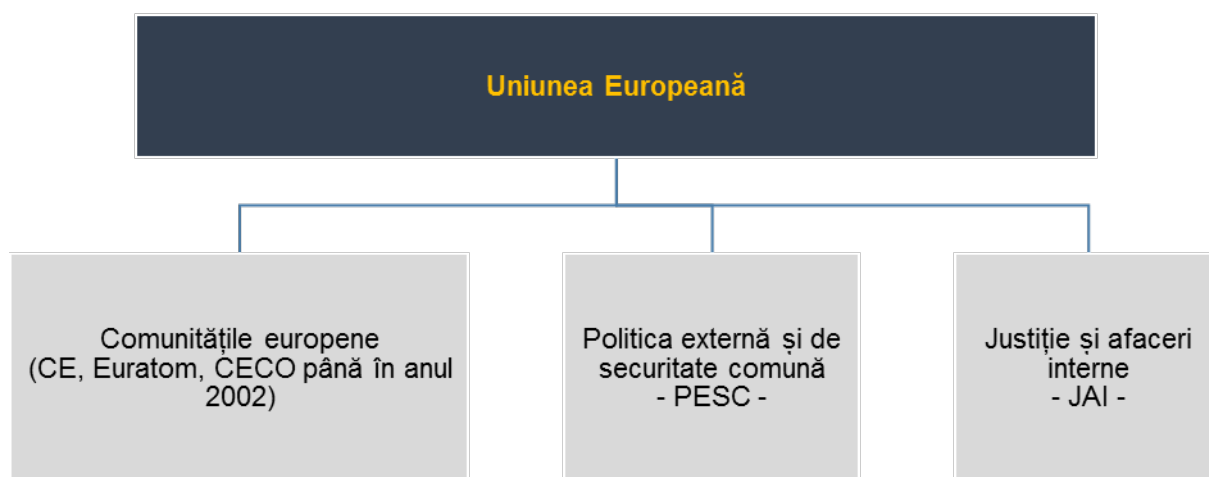 Uniunea Europeană
Comunitățile europene
(CE, Euratom, CECO până în anul
2002)
Politica externă și de
securitate comună
- PESC -
Justiție și afaceri
interne
- JAI -